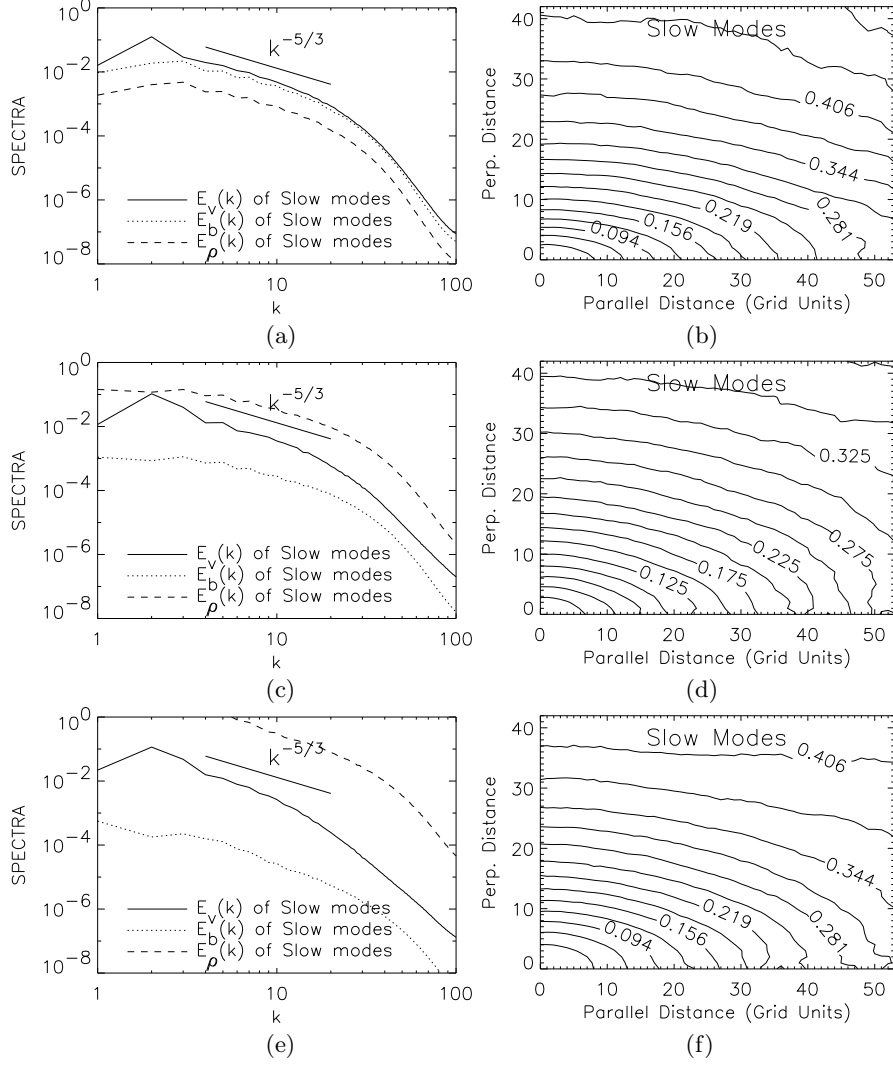 10^0
10^-2
10^-4
10^-6
10^-8
SPECTRA
k^-5/3
E_v(k) of Slow modes
E_b(k) of Slow modes
E_ρ(k) of Slow modes
1 10 100
k
(a)
Slow Modes
40
30
20
10
0
Perp. Distance
0.406
0.344
0.281
0.219
0.156
0.094
0 10 20 30 40 50
Parallel Distance (Grid Units)
(b)
10^0
10^-2
10^-4
10^-6
10^-8
SPECTRA
k^-5/3
E_v(k) of Slow modes
E_b(k) of Slow modes
E_ρ(k) of Slow modes
1 10 100
k
(c)
Slow Modes
40
30
20
10
0
Perp. Distance
0.325
0.275
0.225
0.175
0.125
0 10 20 30 40 50
Parallel Distance (Grid Units)
(d)
10^0
10^-2
10^-4
10^-6
10^-8
SPECTRA
k^-5/3
E_v(k) of Slow modes
E_b(k) of Slow modes
E_ρ(k) of Slow modes
1 10 100
k
(e)
Slow Modes
40
30
20
10
0
Perp. Distance
0.406
0.344
0.281
0.219
0.156
0.094
0 10 20 30 40 50
Parallel Distance (Grid Units)
(f)